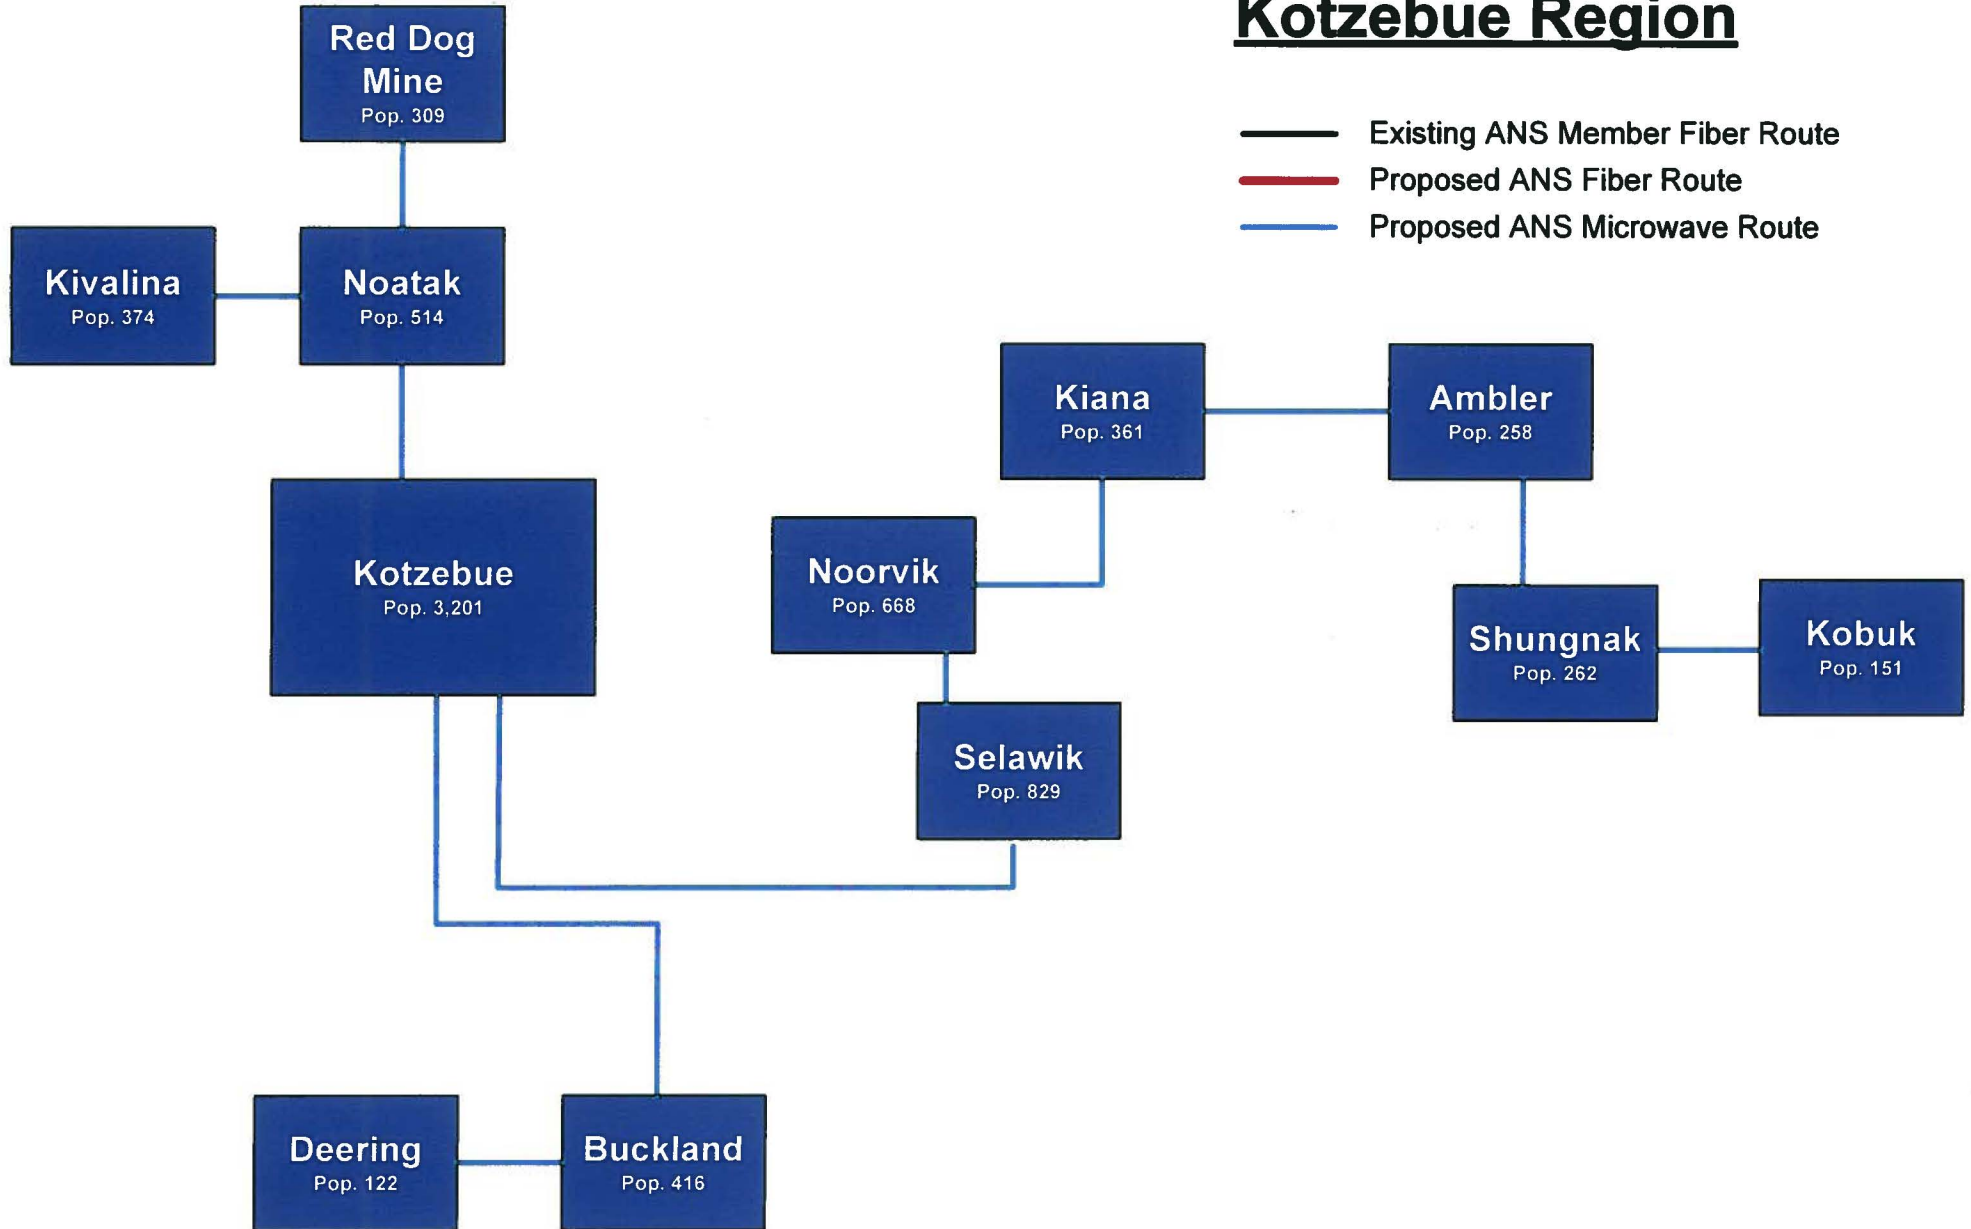 Kotzebue Region
Existing ANS Member Fiber Route
Proposed ANS Fiber Route
Proposed ANS Microwave Route
Red Dog
Mine
Pop. 309
Kivalina
Pop. 374
Noatak
Pop. 514
Kiana
Pop. 361
Ambler
Pop. 258
Kotzebue
Pop. 3,201
Noorvik
Pop. 668
Shungnak
Pop. 262
Kobuk
Pop. 151
Selawik
Pop. 829
Deering
Pop. 122
Buckland
Pop. 416